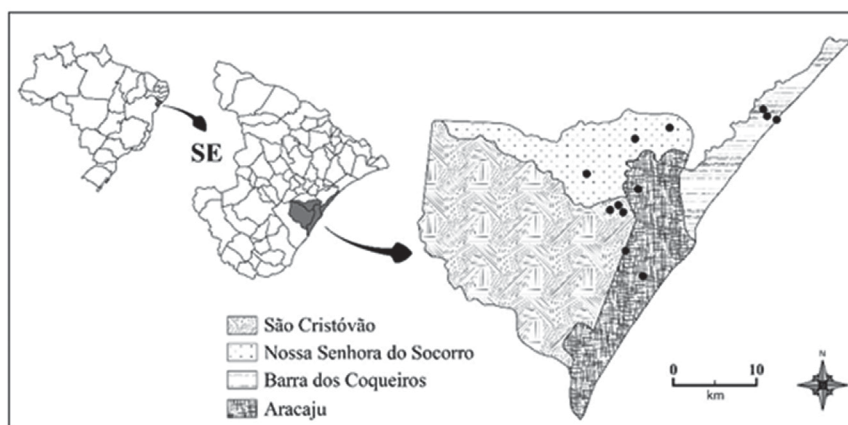 SE
São Cristóvão
Nossa Senhora do Socorro
Barra dos Coqueiros
Aracaju
0 10
km
N